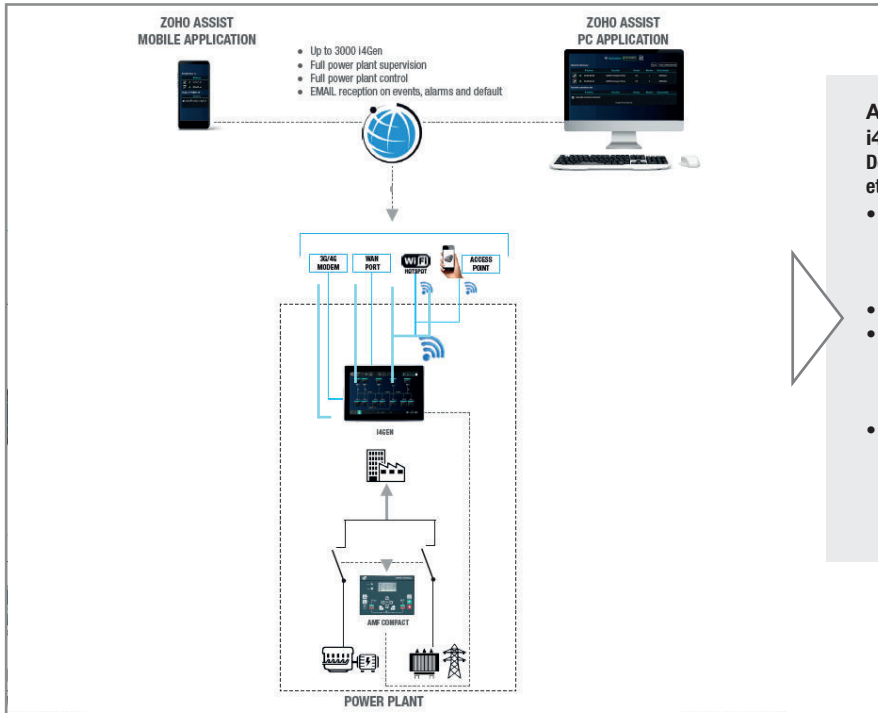 ZOHO ASSIST
MOBILE APPLICATION
ZOHO ASSIST
PC APPLICATION
• Up to 3000 i4Gen
• Full power plant supervision
• Full power plant control
• EMAIL reception on events, alarms and default
3G/4G
MODEM
WAN
PORT
WiFi
HOTSPOT
ACCESS
POINT
I4GEN
AMF COMPACT
POWER PLANT